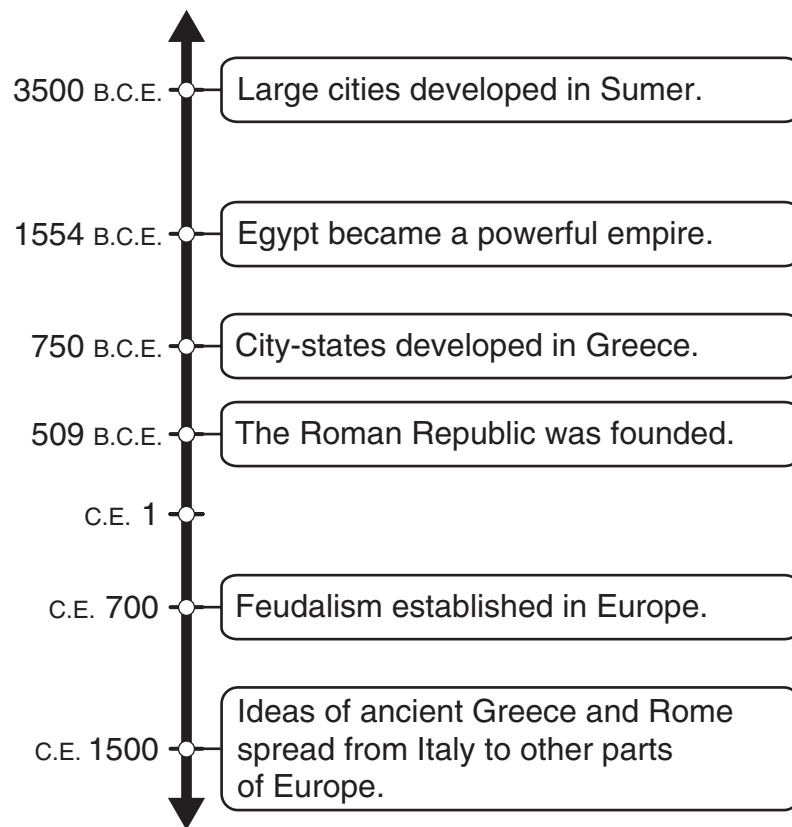 3500 B.C.E.
Large cities developed in Sumer.
1554 B.C.E.
Egypt became a powerful empire.
750 B.C.E.
City-states developed in Greece.
509 B.C.E.
The Roman Republic was founded.
C.E. 1
C.E. 700
Feudalism established in Europe.
C.E. 1500
Ideas of ancient Greece and Rome
spread from Italy to other parts
of Europe.